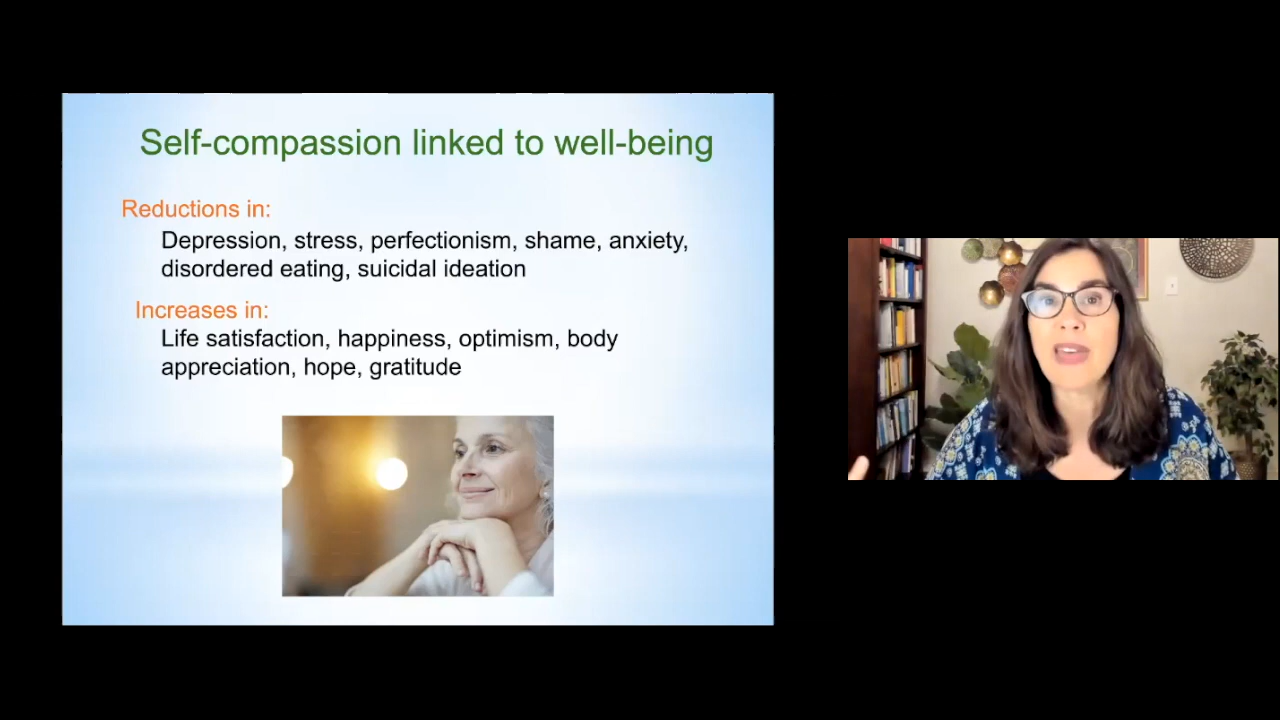 Self-compassion linked to well-being
Reductions in:
Depression, stress, perfectionism, shame, anxiety,
disordered eating, suicidal ideation
Increases in:
Life satisfaction, happiness, optimism, body
appreciation, hope, gratitude